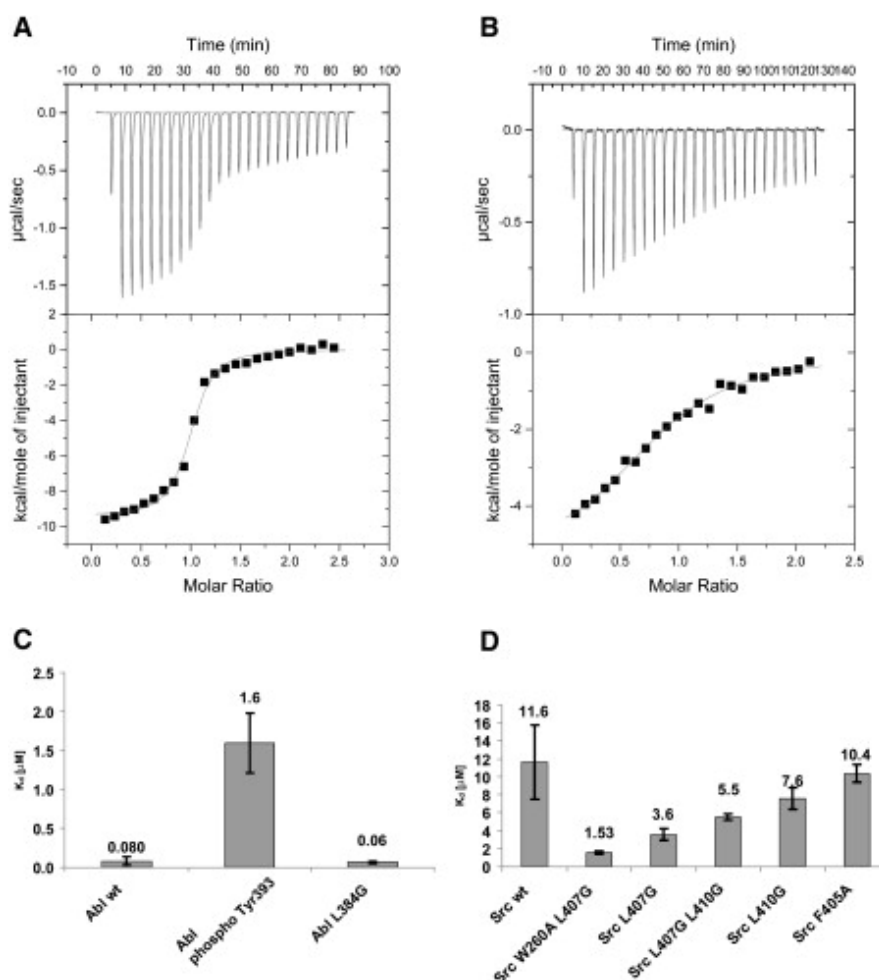 A
Time (min)
-10 0 10 20 30 40 50 60 70 80 90 100
0.0
-0.5
-1.0
-1.5
µcal/sec
2
0
-2
-4
-6
-8
-10
kcal/mole of injectant
0.0 0.5 1.0 1.5 2.0 2.5 3.0
Molar Ratio
B
Time (min)
-10 0 10 20 30 40 50 60 70 80 90 100 110 120 130 140
0.0
-0.5
-1.0
µcal/sec
0
-2
-4
kcal/mole of injectant
0.0 0.5 1.0 1.5 2.0 2.5
Molar Ratio
C
2.5
2.0
1.5
1.0
0.5
0.0
Kd [µM]
0.080
1.6
0.06
Abl wt
Abl
phospho Tyr393
Abl L384G
D
18
16
14
12
10
8
6
4
2
0
Kd [µM]
11.6
1.53
3.6
5.5
7.6
10.4
Src wt
Src W260A L407G
Src L407G
Src L407G L410G
Src L410G
Src F405A